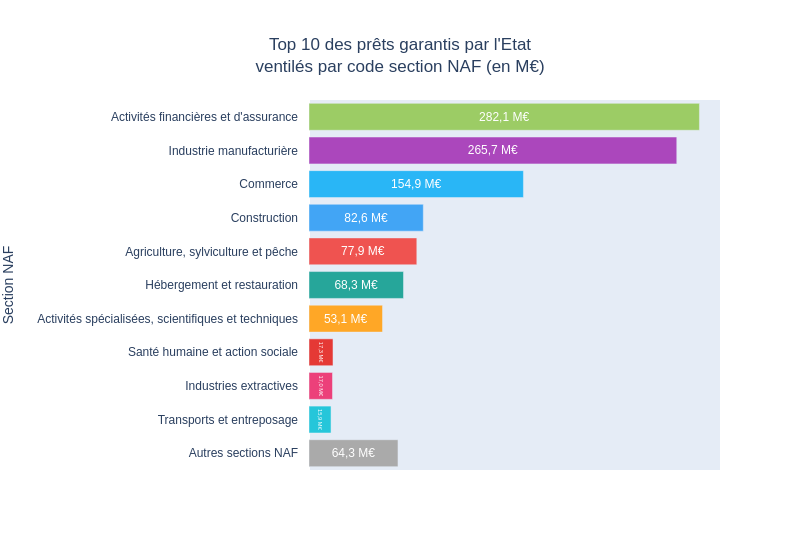 Top 10 des prêts garantis par l'Etat
ventilés par code section NAF (en M€)
Section NAF
Activités financières et d'assurance 282,1 M€
Industrie manufacturière 265,7 M€
Commerce 154,9 M€
Construction 82,6 M€
Agriculture, sylviculture et pêche 77,9 M€
Hébergement et restauration 68,3 M€
Activités spécialisées, scientifiques et techniques 53,1 M€
Santé humaine et action sociale
Industries extractives 17,0 M€
Transports et entreposage
Autres sections NAF 64,3 M€